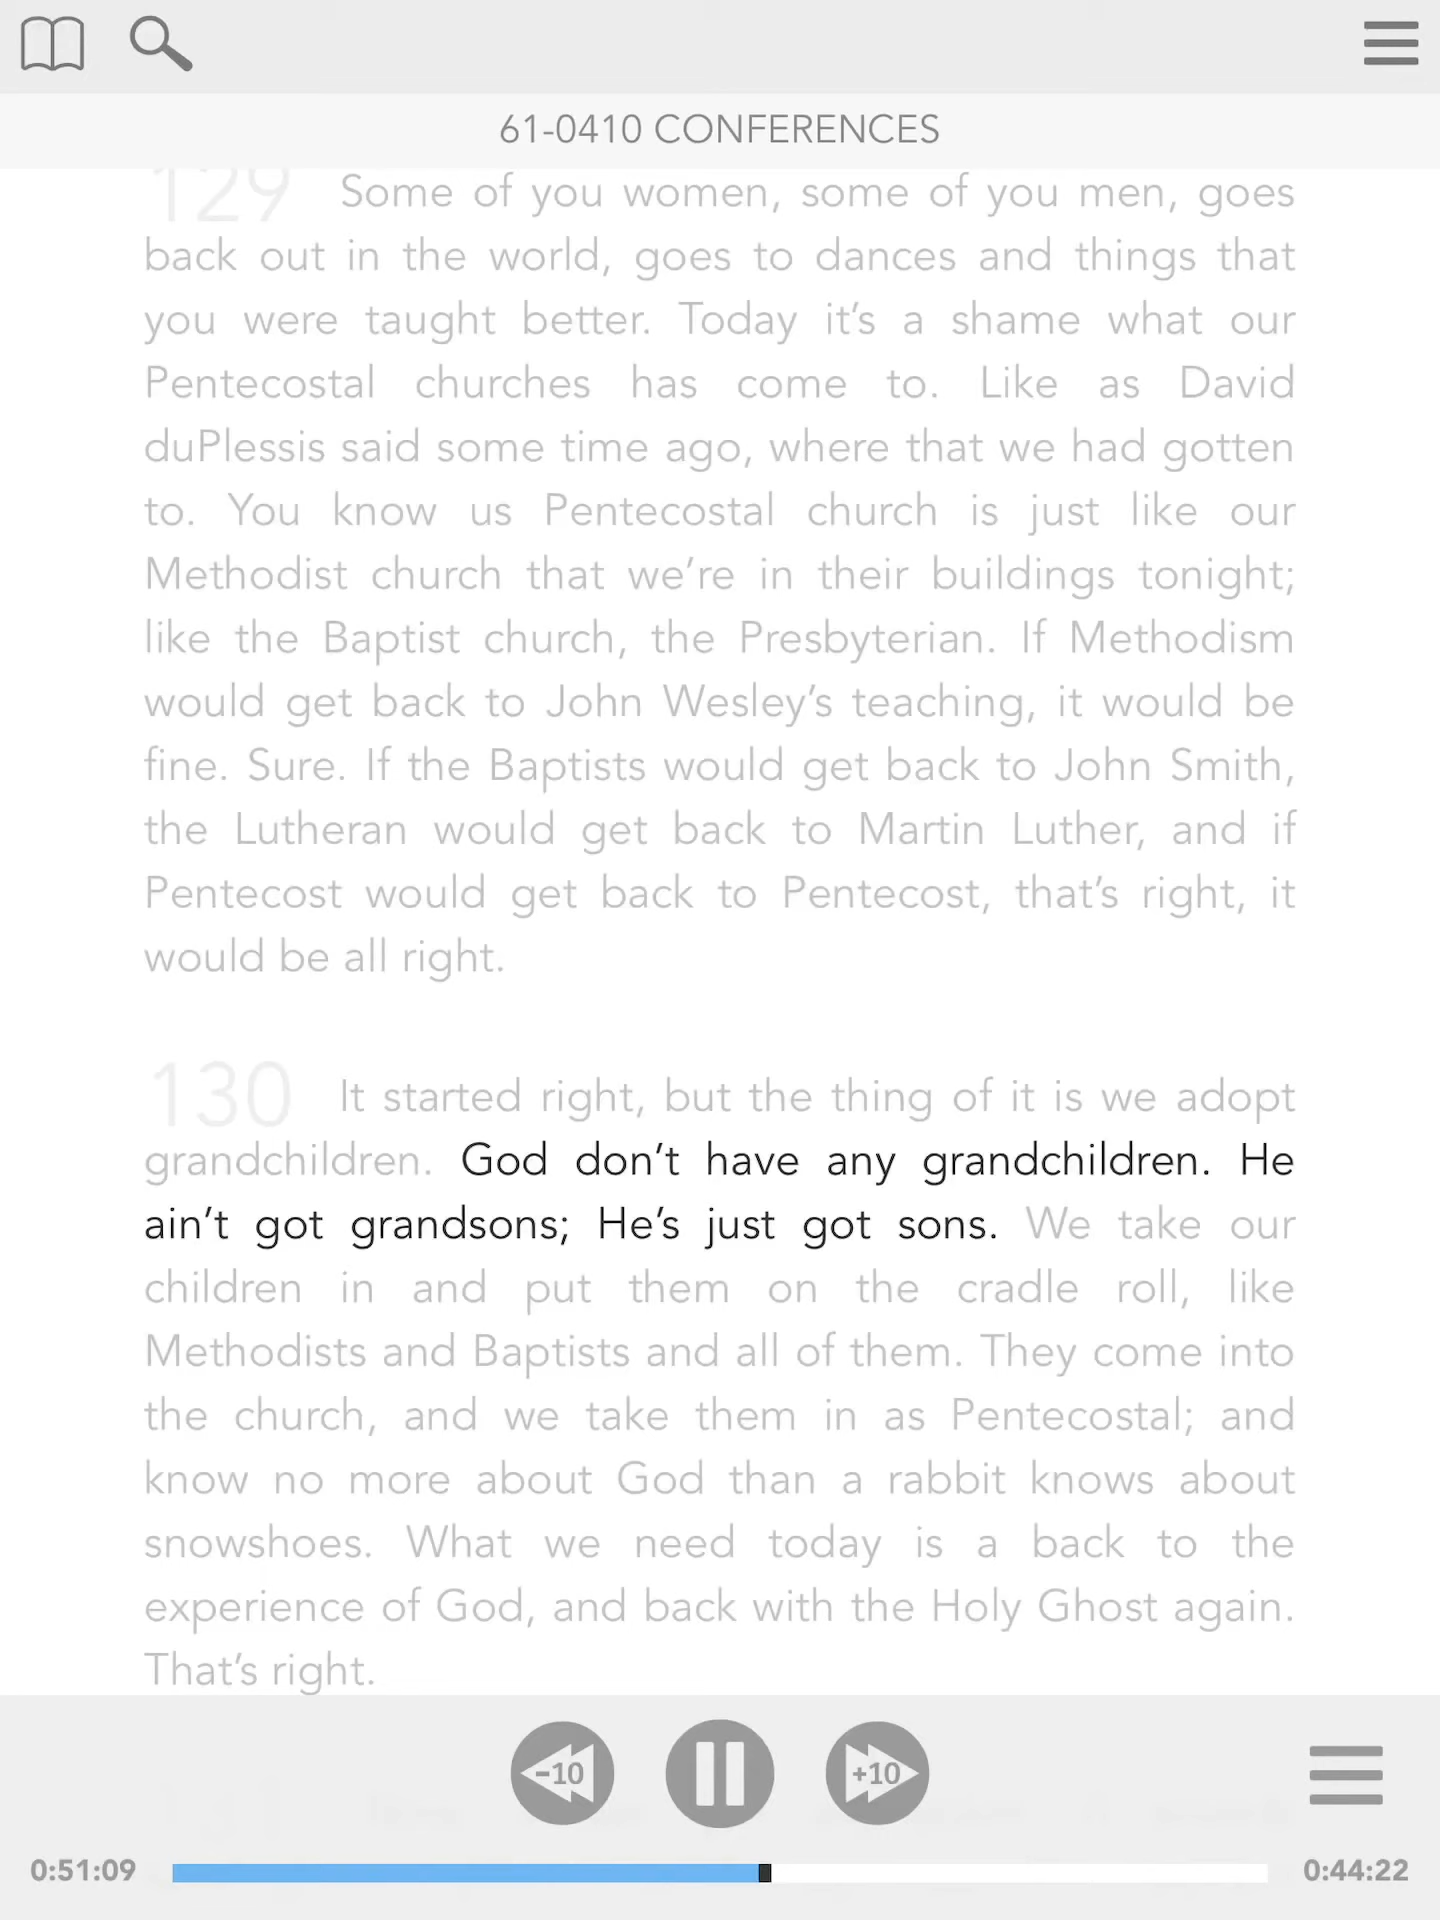 61-0410 CONFERENCES
129 Some of you women, some of you men, goes
back out in the world, goes to dances and things that
you were taught better. Today it’s a shame what our
Pentecostal churches has come to. Like as David
duPlessis said some time ago, where that we had gotten
to. You know us Pentecostal church is just like our
Methodist church that we’re in their buildings tonight;
like the Baptist church, the Presbyterian. If Methodism
would get back to John Wesley’s teaching, it would be
fine. Sure. If the Baptists would get back to John Smith,
the Lutheran would get back to Martin Luther, and if
Pentecost would get back to Pentecost, that’s right, it
would be all right.
130 It started right, but the thing of it is we adopt
grandchildren. God don’t have any grandchildren. He
ain’t got grandsons; He’s just got sons. We take our
children in and put them on the cradle roll, like
Methodists and Baptists and all of them. They come into
the church, and we take them in as Pentecostal; and
know no more about God than a rabbit knows about
snowshoes. What we need today is a back to the
experience of God, and back with the Holy Ghost again.
That’s right.
-10 +10
0:51:09 0:44:22